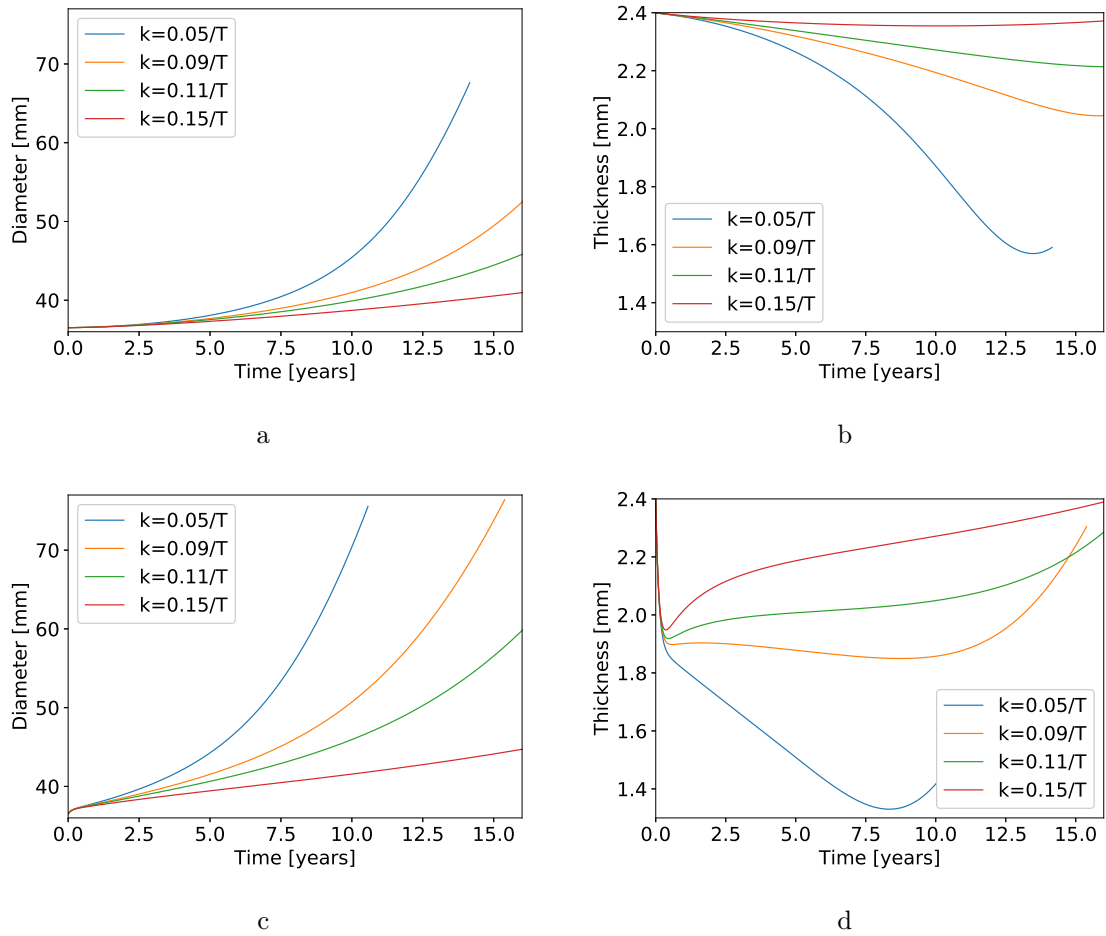 Diameter [mm]
70
60
50
40
k=0.05/T
k=0.09/T
k=0.11/T
k=0.15/T
0.0 2.5 5.0 7.5 10.0 12.5 15.0
Time [years]
a
Thickness [mm]
2.4
2.2
2.0
1.8
1.6
1.4
k=0.05/T
k=0.09/T
k=0.11/T
k=0.15/T
0.0 2.5 5.0 7.5 10.0 12.5 15.0
Time [years]
b
Diameter [mm]
70
60
50
40
k=0.05/T
k=0.09/T
k=0.11/T
k=0.15/T
0.0 2.5 5.0 7.5 10.0 12.5 15.0
Time [years]
c
Thickness [mm]
2.4
2.2
2.0
1.8
1.6
1.4
k=0.05/T
k=0.09/T
k=0.11/T
k=0.15/T
0.0 2.5 5.0 7.5 10.0 12.5 15.0
Time [years]
d